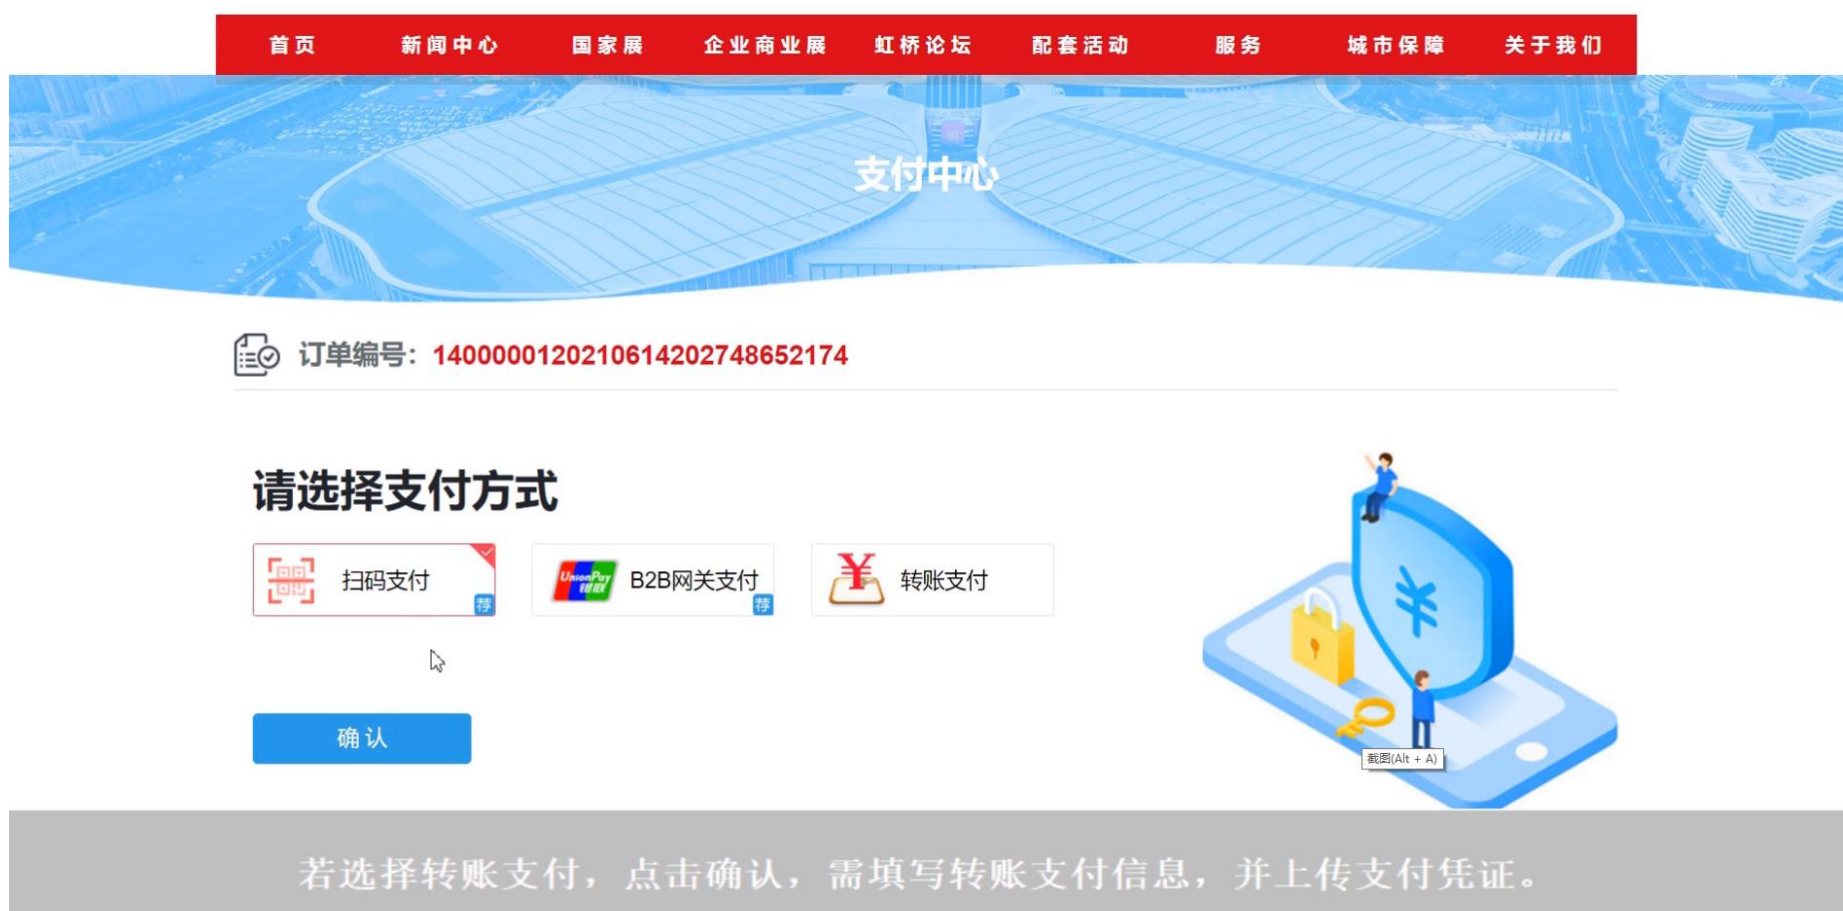 首页 新闻中心 国家展 企业商业展 虹桥论坛 配套活动 服务 城市保障 关于我们
支付中心
订单编号：14000001202106142027486​52174
请选择支付方式
扫码支付 荐
UnionPay 银联 B2B网关支付 荐
转账支付
确认
截图(Alt + A)
若选择转账支付，点击确认，需填写转账支付信息，并上传支付凭证。